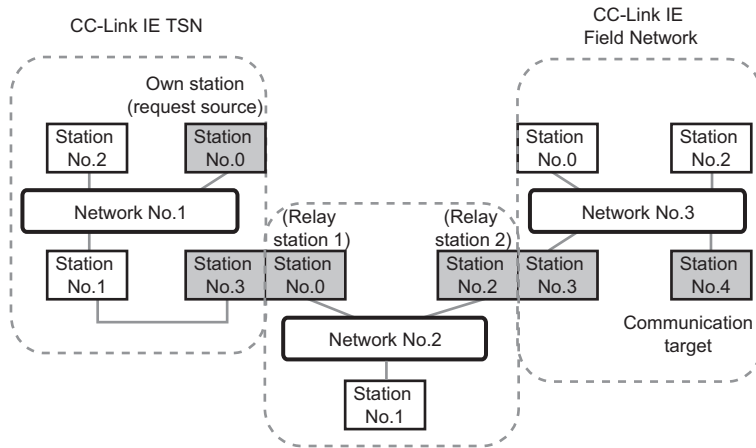 CC-Link IE TSN
CC-Link IE
Field Network
Own station
(request source)
Station
No.2
Station
No.0
Station
No.0
Station
No.2
Network No.1
Network No.3
(Relay
station 1)
(Relay
station 2)
Station
No.1
Station
No.3
Station
No.0
Station
No.2
Station
No.3
Station
No.4
Communication
target
Network No.2
Station
No.1